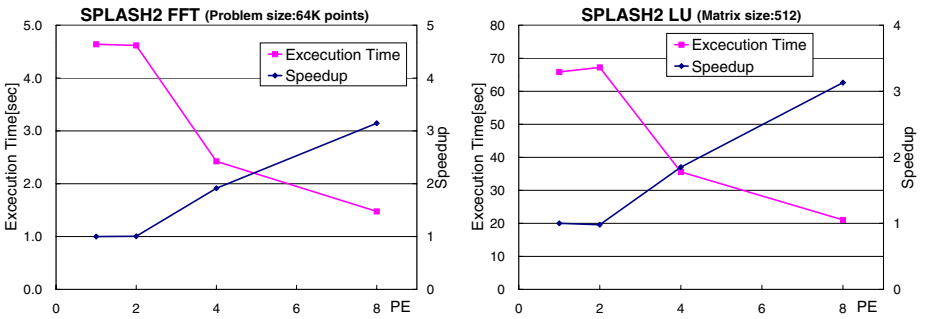 SPLASH2 FFT (Problem size:64K points)
Excecution Time[sec]
5.0
4.0
3.0
2.0
1.0
0.0
Excecution Time
Speedup
5
4
3
2
1
0
Speedup
0 2 4 6 8 PE
SPLASH2 LU (Matrix size:512)
Excecution Time[sec]
80
70
60
50
40
30
20
10
0
Excecution Time
Speedup
4
3
2
1
0
Speedup
0 2 4 6 8 PE